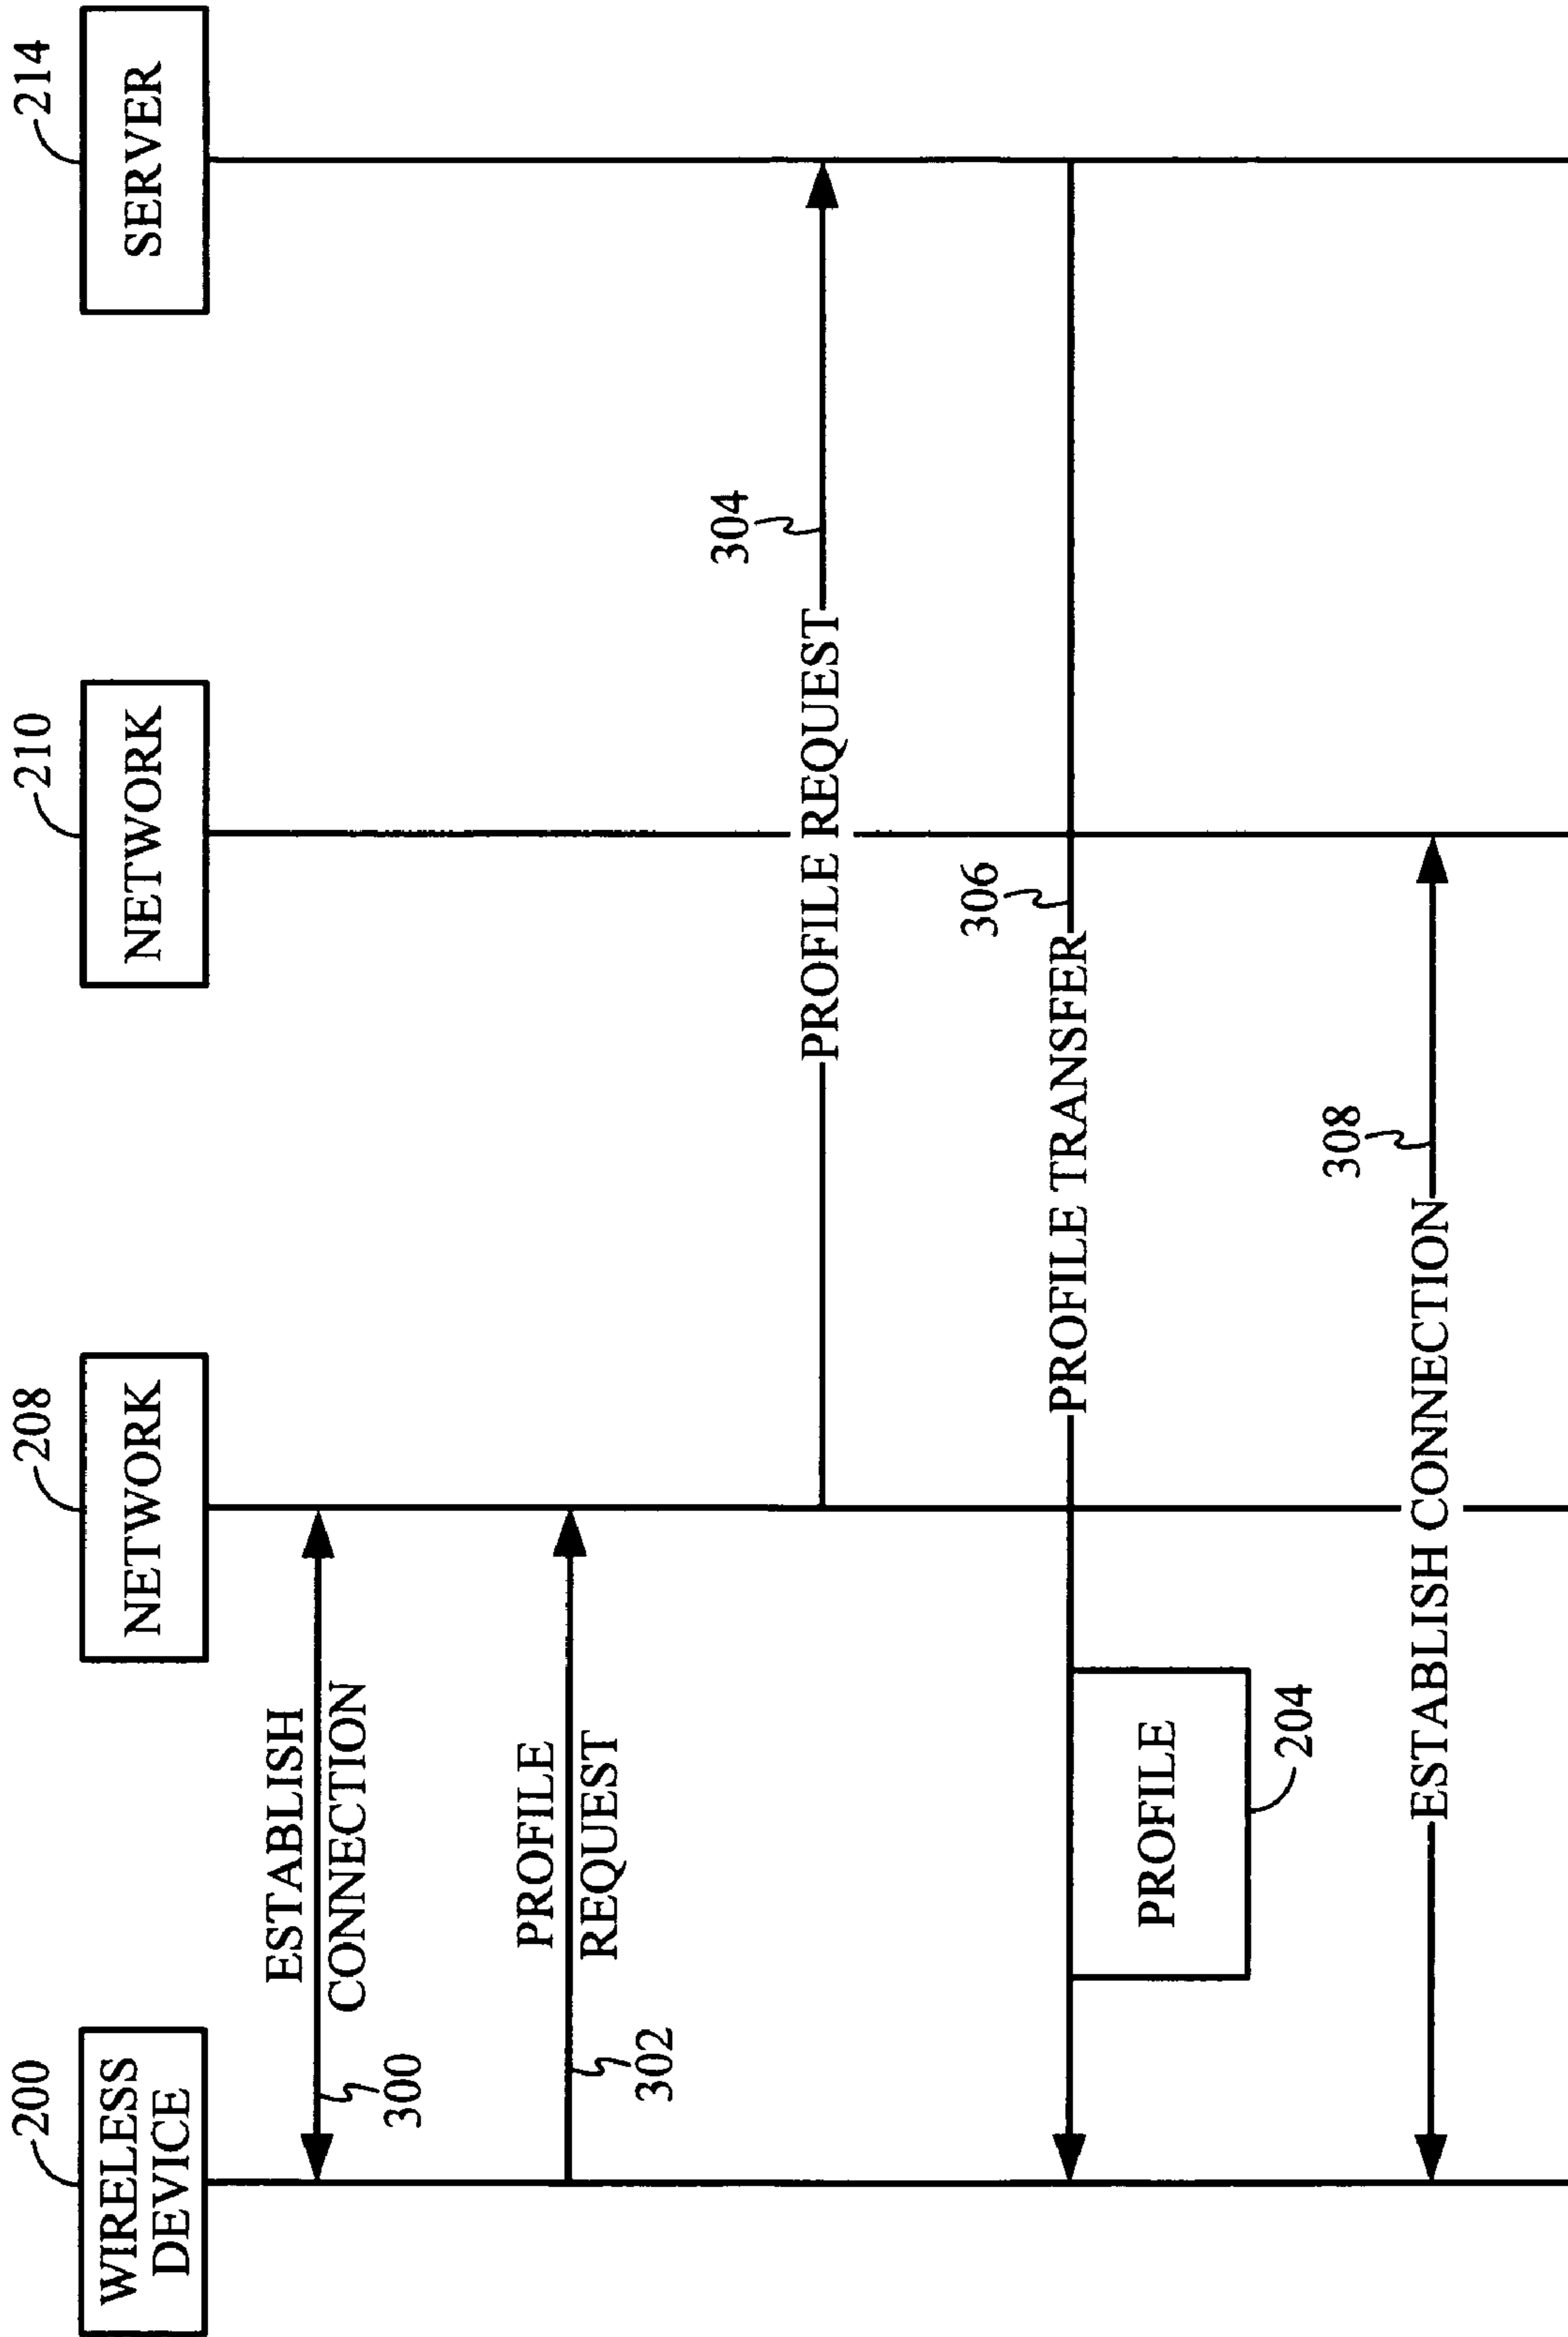 200
WIRELESS
DEVICE
208
NETWORK
210
NETWORK
214
SERVER
ESTABLISH
CONNECTION
300
PROFILE
REQUEST
302
304
PROFILE REQUEST
306
PROFILE TRANSFER
PROFILE
204
308
ESTABLISH CONNECTION